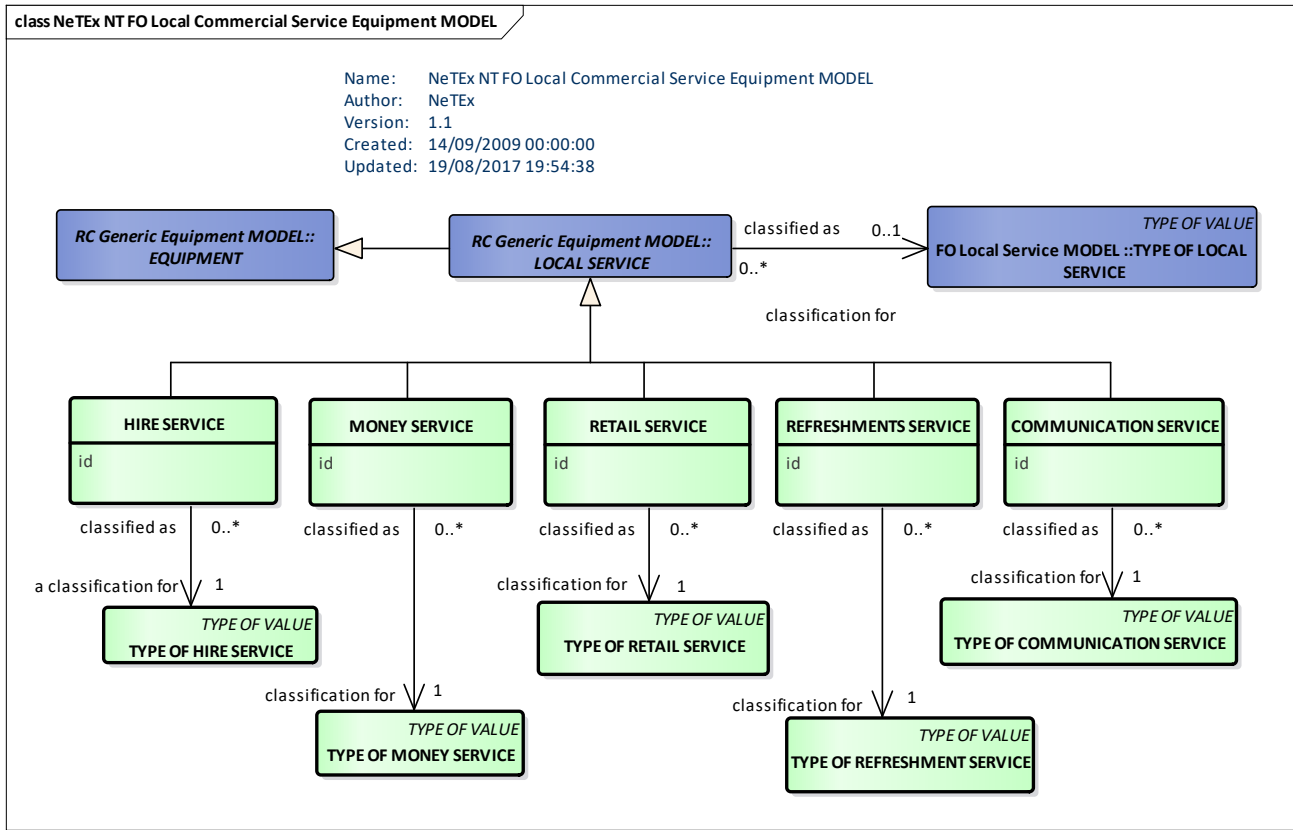 class NeTEx NT FO Local Commercial Service Equipment MODEL
Name: NeTEx NT FO Local Commercial Service Equipment MODEL
Author: NeTEx
Version: 1.1
Created: 14/09/2009 00:00:00
Updated: 19/08/2017 19:54:38
RC Generic Equipment MODEL::
EQUIPMENT
RC Generic Equipment MODEL::
LOCAL SERVICE
classified as 0..1
0..*
classification for
TYPE OF VALUE
FO Local Service MODEL ::TYPE OF LOCAL
SERVICE
HIRE SERVICE
id
MONEY SERVICE
id
RETAIL SERVICE
id
REFRESHMENTS SERVICE
id
COMMUNICATION SERVICE
id
classified as 0..*
classified as 0..*
classified as 0..*
classified as 0..*
classified as 0..*
a classification for 1
TYPE OF VALUE
TYPE OF HIRE SERVICE
classification for 1
TYPE OF VALUE
TYPE OF MONEY SERVICE
classification for 1
TYPE OF VALUE
TYPE OF RETAIL SERVICE
classification for 1
TYPE OF VALUE
TYPE OF REFRESHMENT SERVICE
classification for 1
TYPE OF VALUE
TYPE OF COMMUNICATION SERVICE